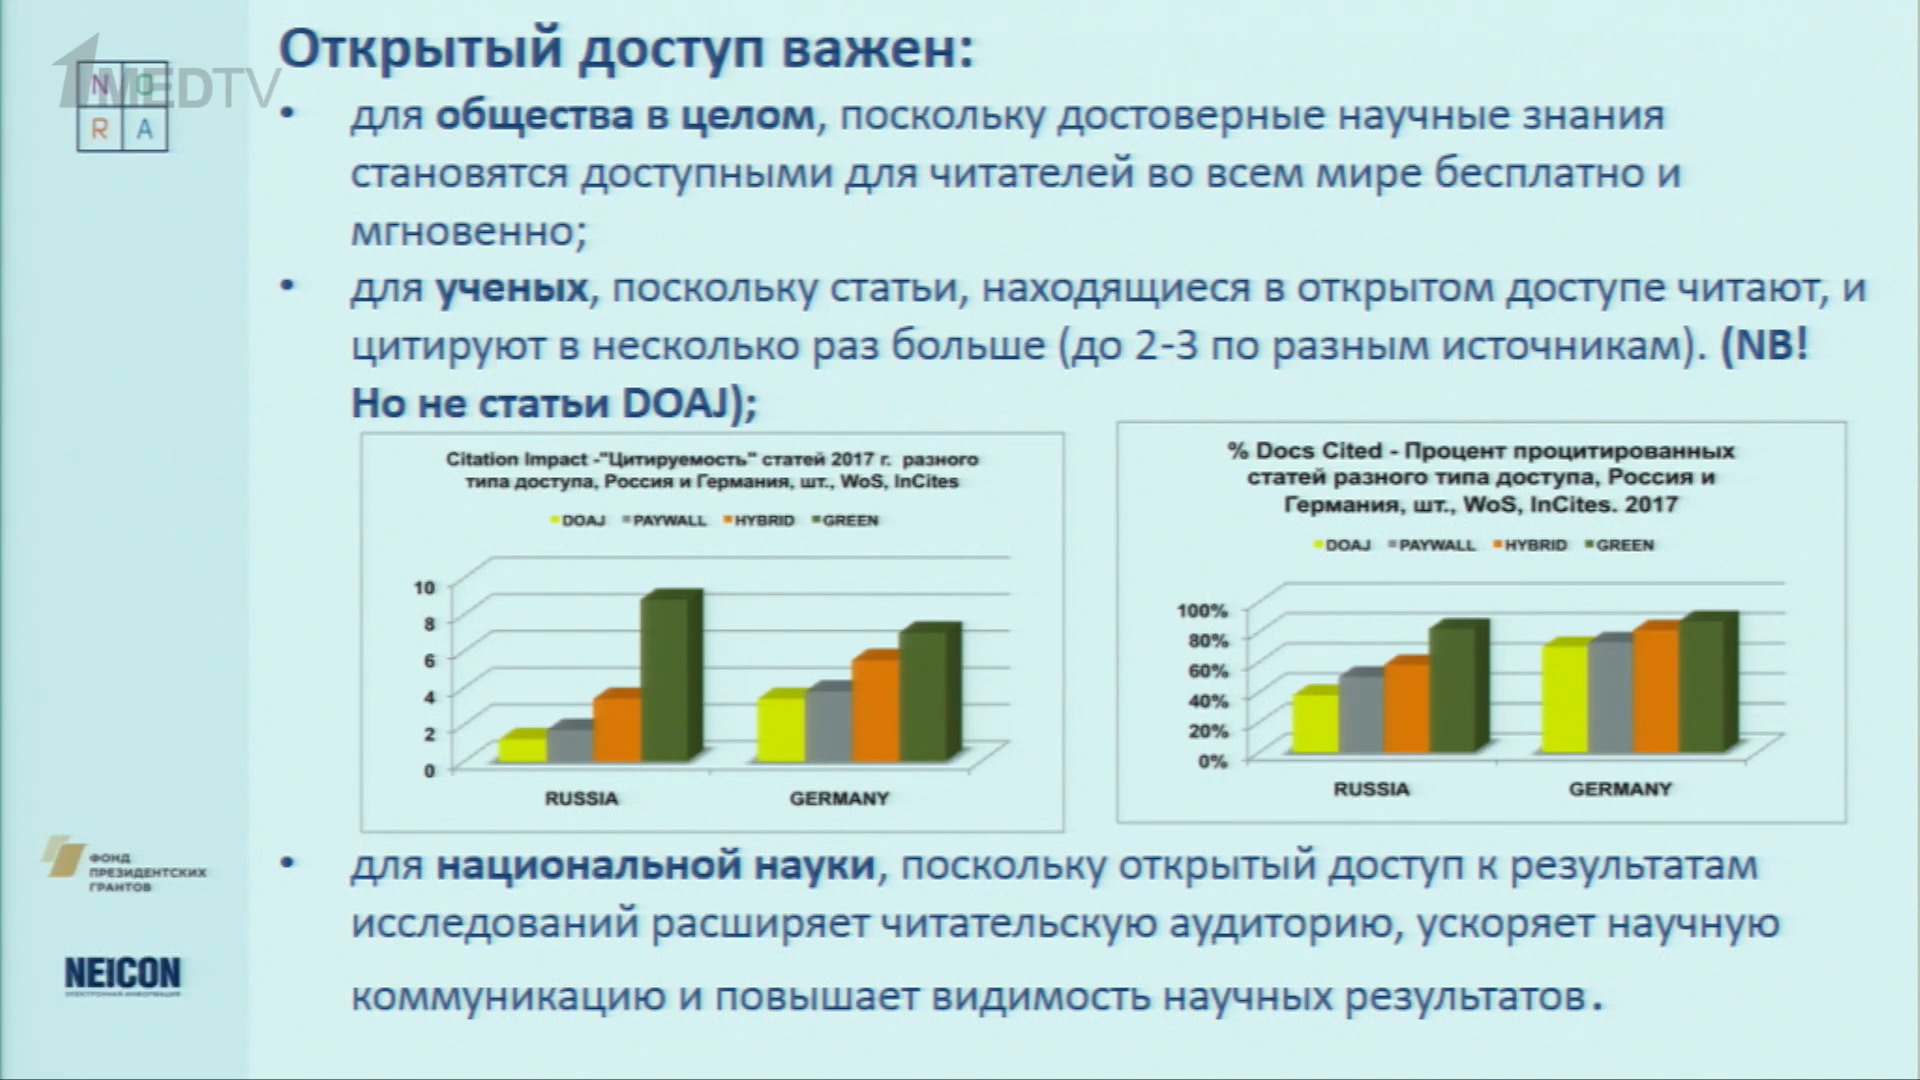 Открытый доступ важен:
1MEDTV
N O
R A
• для общества в целом, поскольку достоверные научные знания
становятся доступными для читателей во всем мире бесплатно и
мгновенно;
• для ученых, поскольку статьи, находящиеся в открытом доступе читают, и
цитируют в несколько раз больше (до 2-3 по разным источникам). (NB!
Но не статьи DOAJ);
Citation Impact -"Цитируемость" статей 2017 г. разного
типа доступа, Россия и Германия, шт., WoS, InCites
DOAJ PAYWALL HYBRID GREEN
10
8
6
4
2
0
RUSSIA GERMANY
% Docs Cited - Процент процитированных
статей разного типа доступа, Россия и
Германия, шт., WoS, InCites. 2017
DOAJ PAYWALL HYBRID GREEN
100%
80%
60%
40%
20%
0%
RUSSIA GERMANY
• для национальной науки, поскольку открытый доступ к результатам
исследований расширяет читательскую аудиторию, ускоряет научную
коммуникацию и повышает видимость научных результатов.
ФОНД
ПРЕЗИДЕНТСКИХ
ГРАНТОВ
NEICON
ЭЛЕКТРОННАЯ ИНФОРМАЦИЯ